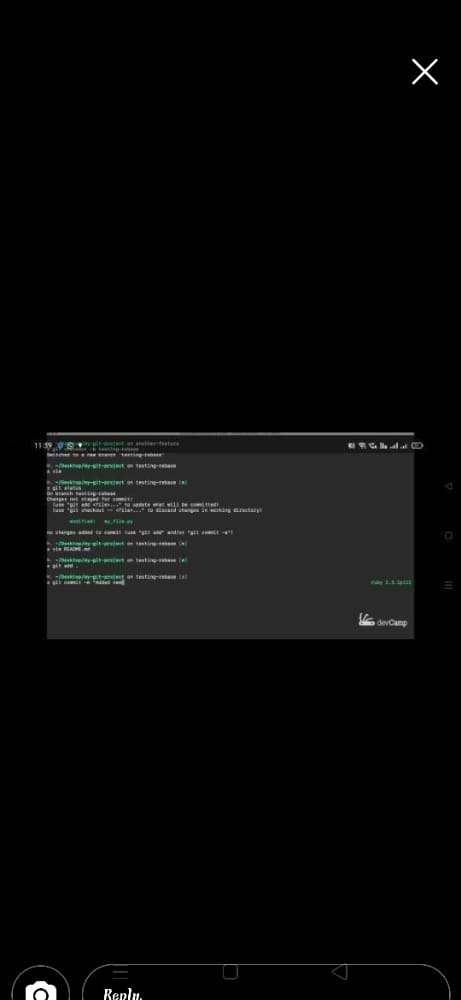 ~/Desktop/my-git-project on another-feature
git checkout -b testing-rebase
Switched to a new branch 'testing-rebase'
11:59
~/Desktop/my-git-project on testing-rebase
vim
~/Desktop/my-git-project on testing-rebase [m]
git status
On branch testing-rebase
Changes not staged for commit:
(use "git add <file>..." to update what will be committed)
(use "git checkout -- <file>..." to discard changes in working directory)
modified: my_file.py
no changes added to commit (use "git add" and/or "git commit -a")
~/Desktop/my-git-project on testing-rebase [m]
vim README.md
~/Desktop/my-git-project on testing-rebase [m]
git add .
~/Desktop/my-git-project on testing-rebase
git commit -m "Added new
devCamp
Reply.